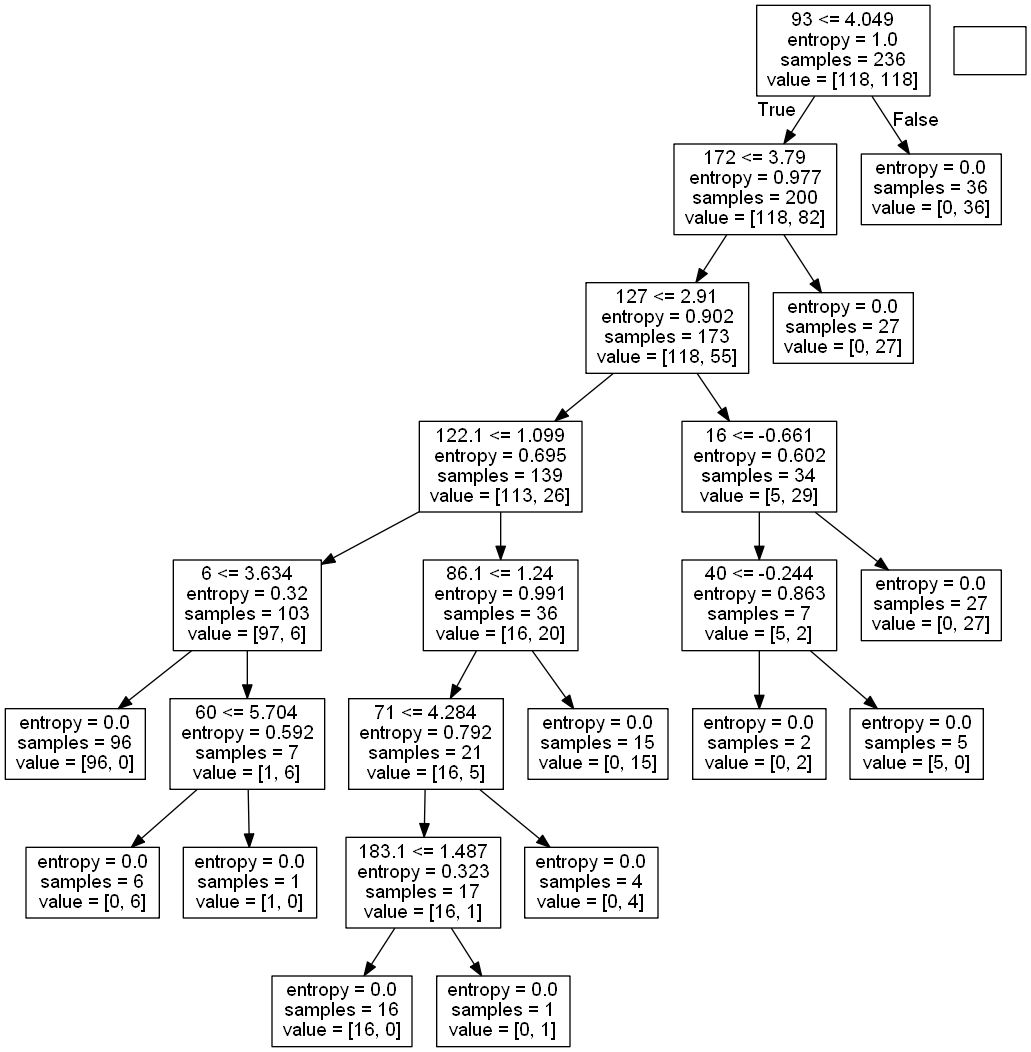 93 <= 4.049
entropy = 1.0
samples = 236
value = [118, 118]
True
False
172 <= 3.79
entropy = 0.977
samples = 200
value = [118, 82]
entropy = 0.0
samples = 36
value = [0, 36]
127 <= 2.91
entropy = 0.902
samples = 173
value = [118, 55]
entropy = 0.0
samples = 27
value = [0, 27]
122.1 <= 1.099
entropy = 0.695
samples = 139
value = [113, 26]
16 <= -0.661
entropy = 0.602
samples = 34
value = [5, 29]
6 <= 3.634
entropy = 0.32
samples = 103
value = [97, 6]
86.1 <= 1.24
entropy = 0.991
samples = 36
value = [16, 20]
40 <= -0.244
entropy = 0.863
samples = 7
value = [5, 2]
entropy = 0.0
samples = 27
value = [0, 27]
entropy = 0.0
samples = 96
value = [96, 0]
60 <= 5.704
entropy = 0.592
samples = 7
value = [1, 6]
71 <= 4.284
entropy = 0.792
samples = 21
value = [16, 5]
entropy = 0.0
samples = 15
value = [0, 15]
entropy = 0.0
samples = 2
value = [0, 2]
entropy = 0.0
samples = 5
value = [5, 0]
entropy = 0.0
samples = 6
value = [0, 6]
entropy = 0.0
samples = 1
value = [1, 0]
183.1 <= 1.487
entropy = 0.323
samples = 17
value = [16, 1]
entropy = 0.0
samples = 4
value = [0, 4]
entropy = 0.0
samples = 16
value = [16, 0]
entropy = 0.0
samples = 1
value = [0, 1]